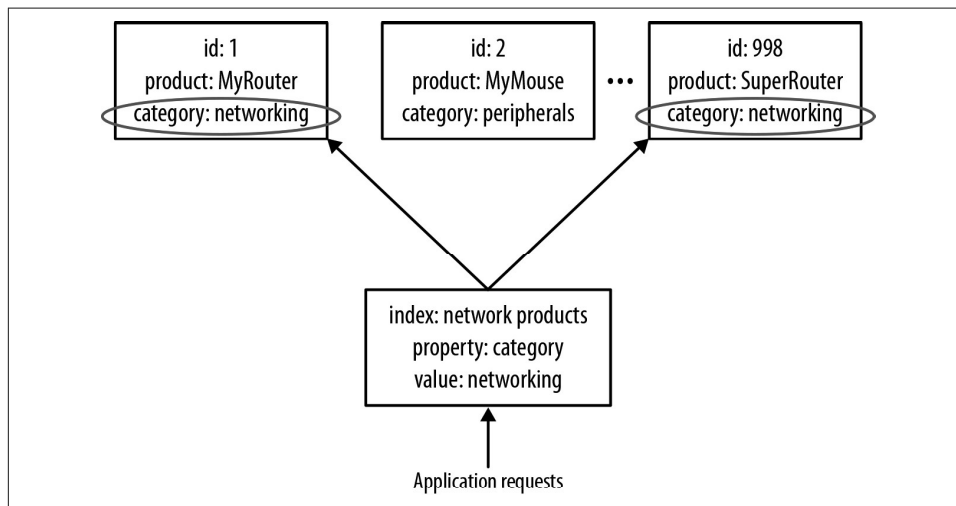 id: 1
product: MyRouter
category: networking
id: 2
product: MyMouse
category: peripherals
...
id: 998
product: SuperRouter
category: networking
index: network products
property: category
value: networking
Application requests